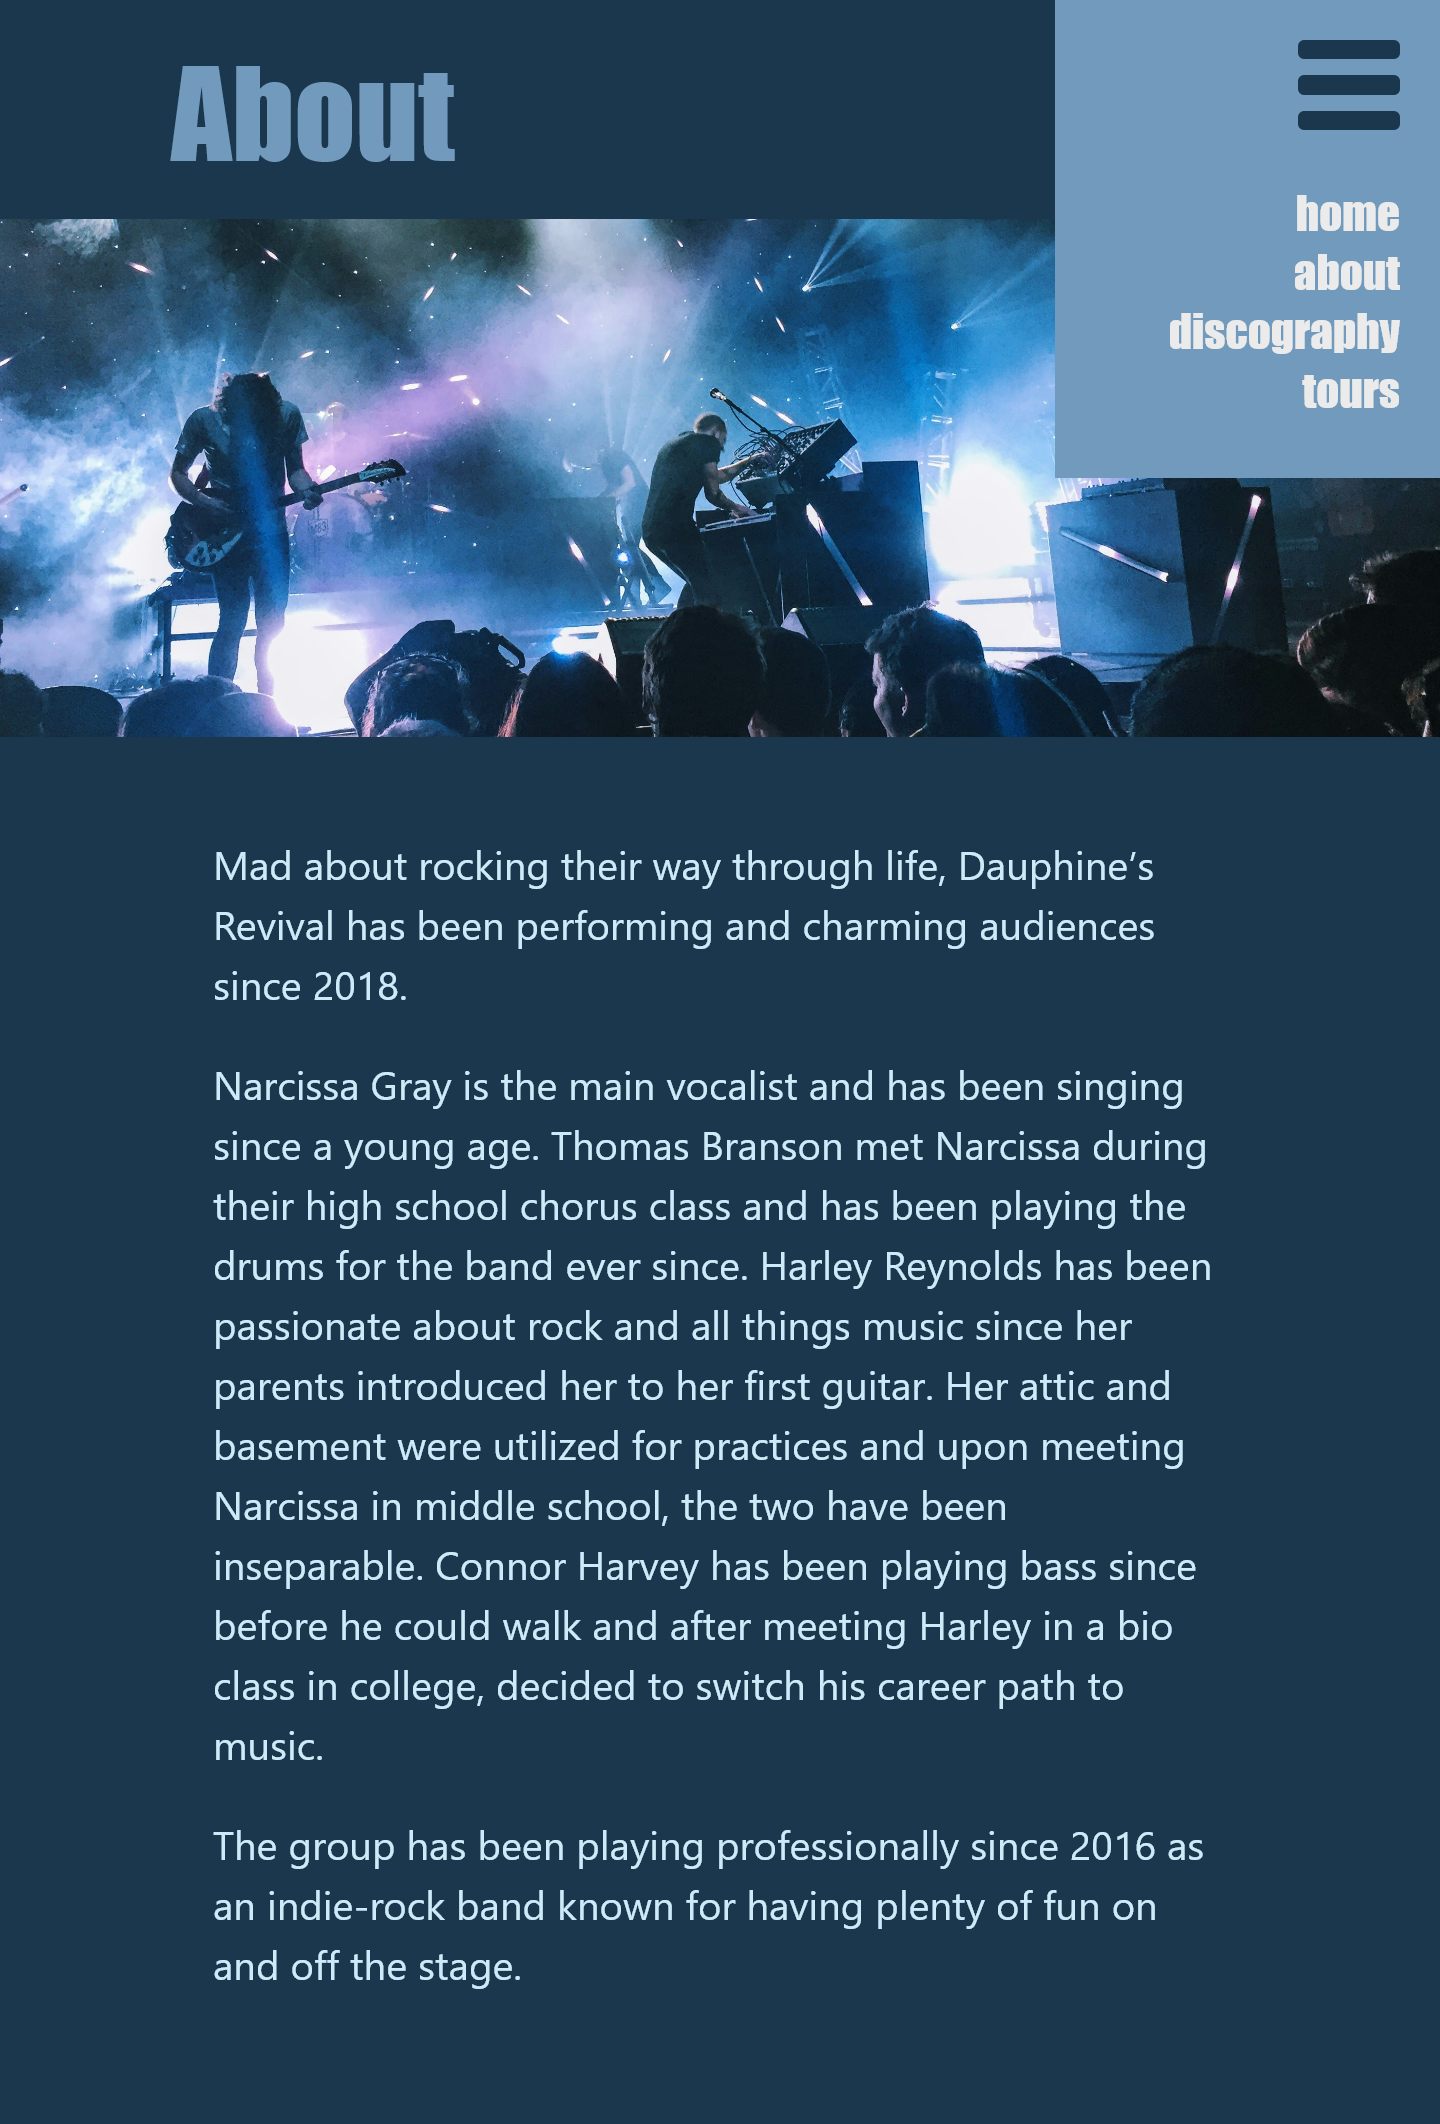 About
home
about
discography
tours
Mad about rocking their way through life, Dauphine’s
Revival has been performing and charming audiences
since 2018.
Narcissa Gray is the main vocalist and has been singing
since a young age. Thomas Branson met Narcissa during
their high school chorus class and has been playing the
drums for the band ever since. Harley Reynolds has been
passionate about rock and all things music since her
parents introduced her to her first guitar. Her attic and
basement were utilized for practices and upon meeting
Narcissa in middle school, the two have been
inseparable. Connor Harvey has been playing bass since
before he could walk and after meeting Harley in a bio
class in college, decided to switch his career path to
music.
The group has been playing professionally since 2016 as
an indie-rock band known for having plenty of fun on
and off the stage.